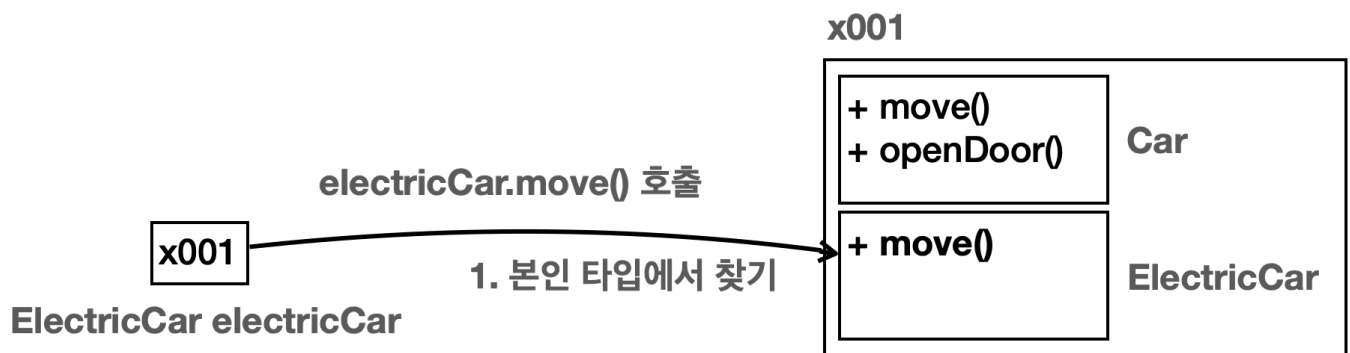 x001
+ move()
+ openDoor()
Car
electricCar.move() 호출
x001
+ move()
1. 본인 타입에서 찾기
ElectricCar
ElectricCar electricCar